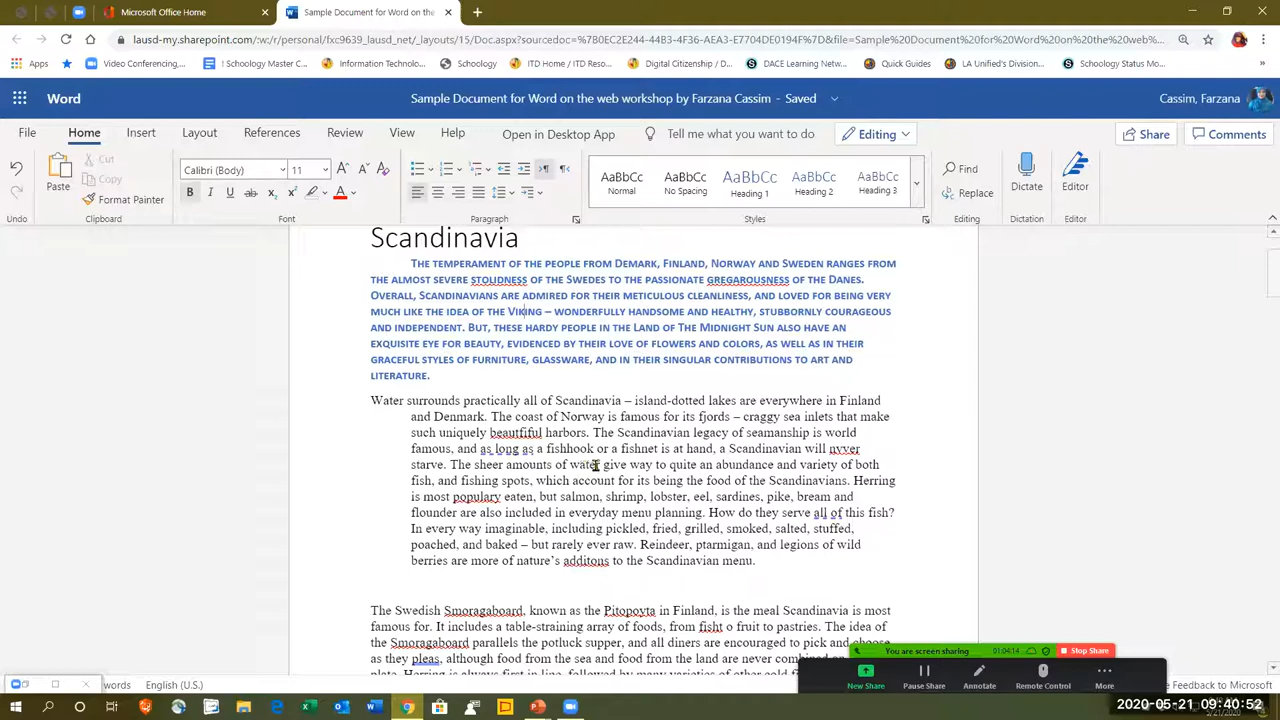 Microsoft Office Home
Sample Document for Word on the
lausd-my.sharepoint.com/:w:/r/personal/fxc9639_lausd_net/_layouts/15/Doc.aspx?sourcedoc=%780EC2E244-44B3-4F36-AEA3-E7704DE0194F%7D&file=Sample%20Document%20for%20Word%20on%20the%20web%...
Apps Video Conferencing,... ! Schoology Master C... Information Technolo... Schoology ITD Home / ITD Reso... Digital Citizenship / D... DACE Learning Netw... Quick Guides LA Unified's Division... Schoology Status Mo...
Word Sample Document for Word on the web workshop by Farzana Cassim - Saved Cassim, Farzana
File Home Insert Layout References Review View Help Open in Desktop App Tell me what you want to do Editing Share Comments
Paste Cut Copy Format Painter
Calibri (Body) 11
B I U ab
AaBbCc Normal AaBbCc No Spacing AaBbCc Heading 1 AaBbCc Heading 2 AaBbCc Heading 3
Find Replace Dictate Editor
Undo Clipboard Font Paragraph Styles Editing Dictation Editor
Scandinavia
The temperament of the people from Demark, Finland, Norway and Sweden ranges from
the almost severe stolidness of the Swedes to the passionate gregarousness of the Danes.
Overall, Scandinavians are admired for their meticulous cleanliness, and loved for being very
much like the idea of the Viking – wonderfully handsome and healthy, stubbornly courageous
and independent. But, these hardy people in the Land of The Midnight Sun also have an
exquisite eye for beauty, evidenced by their love of flowers and colors, as well as in their
graceful styles of furniture, glassware, and in their singular contributions to art and
literature.
Water surrounds practically all of Scandinavia – island-dotted lakes are everywhere in Finland
and Denmark. The coast of Norway is famous for its fjords – craggy sea inlets that make
such uniquely beautfiful harbors. The Scandinavian legacy of seamanship is world
famous, and as long as a fishhook or a fishnet is at hand, a Scandinavian will nvver
starve. The sheer amounts of water give way to quite an abundance and variety of both
fish, and fishing spots, which account for its being the food of the Scandinavians. Herring
is most populary eaten, but salmon, shrimp, lobster, eel, sardines, pike, bream and
flounder are also included in everyday menu planning. How do they serve all of this fish?
In every way imaginable, including pickled, fried, grilled, smoked, salted, stuffed,
poached, and baked – but rarely ever raw. Reindeer, ptarmigan, and legions of wild
berries are more of nature's additons to the Scandinavian menu.
The Swedish Smoragaboard, known as the Pitopoyta in Finland, is the meal Scandinavia is most
famous for. It includes a table-straining array of foods, from fisht o fruit to pastries. The idea of
the Smoragaboard parallels the potluck supper, and all diners are encouraged to pick and choose
as they pleas, although food from the sea and food from the land are never combined
You are screen sharing 01:04:14 Stop Share
New Share Pause Share Annotate Remote Control More
words English (U.S.) Feedback to Microsoft
2020-05-21 09:40:52